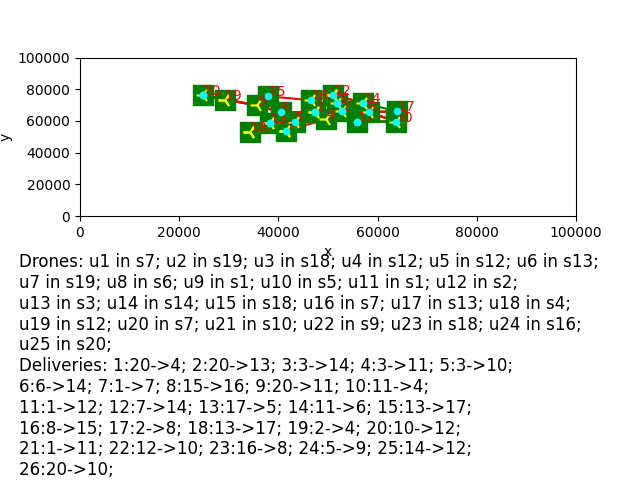 100000
80000
60000
40000
20000
0
y
0 20000 40000 60000 80000 100000
x
Drones: u1 in s7; u2 in s19; u3 in s18; u4 in s12; u5 in s12; u6 in s13;
u7 in s19; u8 in s6; u9 in s1; u10 in s5; u11 in s1; u12 in s2;
u13 in s3; u14 in s14; u15 in s18; u16 in s7; u17 in s13; u18 in s4;
u19 in s12; u20 in s7; u21 in s10; u22 in s9; u23 in s18; u24 in s16;
u25 in s20;
Deliveries: 1:20->4; 2:20->13; 3:3->14; 4:3->11; 5:3->10;
6:6->14; 7:1->7; 8:15->16; 9:20->11; 10:11->4;
11:1->12; 12:7->14; 13:17->5; 14:11->6; 15:13->17;
16:8->15; 17:2->8; 18:13->17; 19:2->4; 20:10->12;
21:1->11; 22:12->10; 23:16->8; 24:5->9; 25:14->12;
26:20->10;